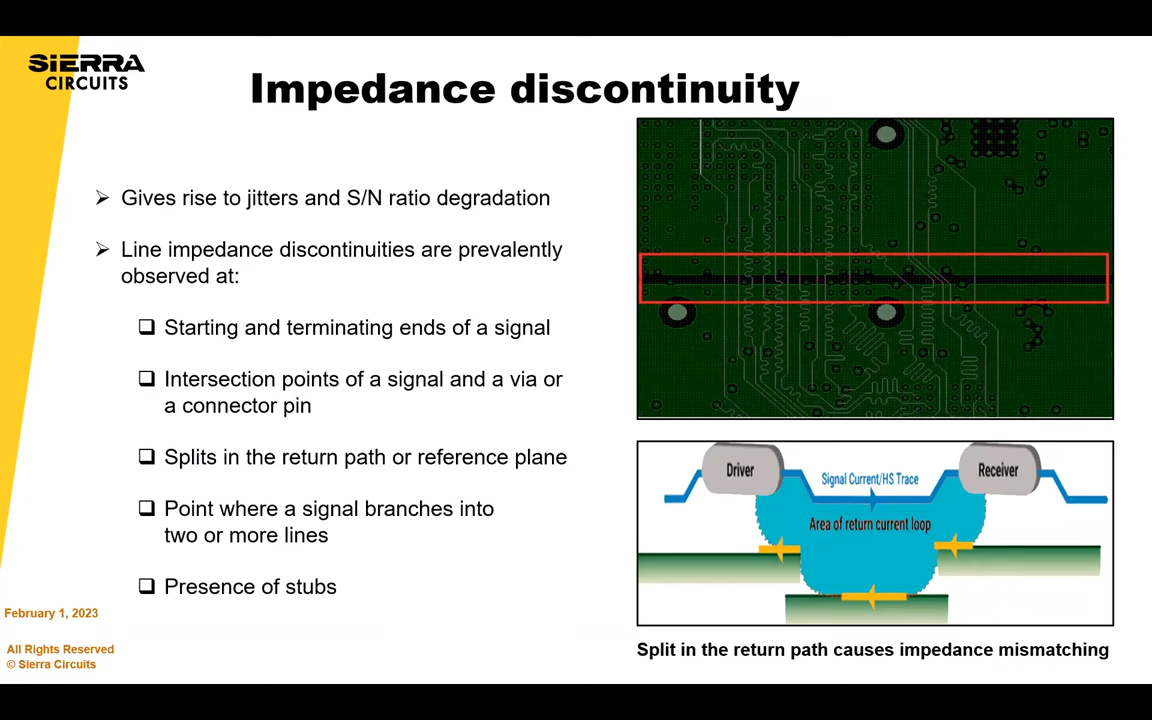 SIERRA
CIRCUITS
Impedance discontinuity
Gives rise to jitters and S/N ratio degradation
Line impedance discontinuities are prevalently
observed at:
Starting and terminating ends of a signal
Intersection points of a signal and a via or
a connector pin
Splits in the return path or reference plane
Point where a signal branches into
two or more lines
Presence of stubs
February 1, 2023
All Rights Reserved
© Sierra Circuits
Driver
Signal Current/HS Trace
Receiver
Area of return current loop
Split in the return path causes impedance mismatching